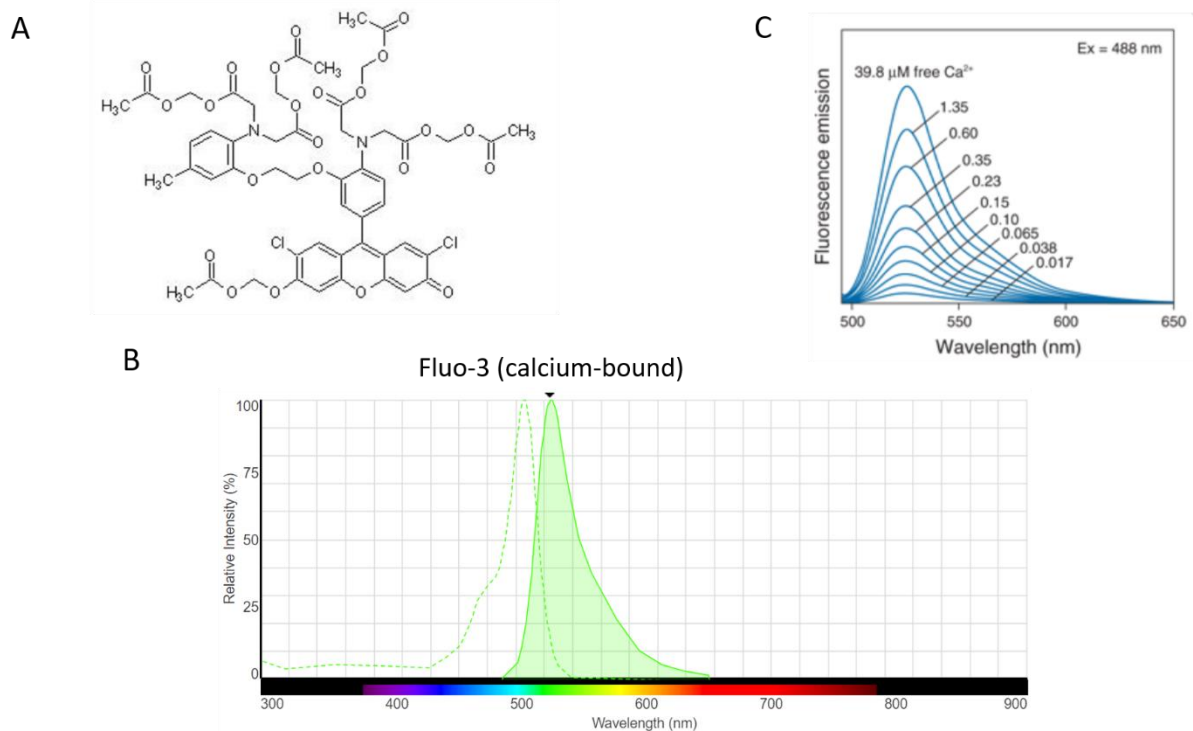 A
H₃C
O
O
O
CH₃
O
O
CH₃
O
O
O
O
H₃C
O
O
O
O
O
O
N
O
N
O
O
CH₃
O
O
H₃C
O
O
Cl
Cl
O
H₃C
O
O
O
O
C
Ex = 488 nm
39.8 µM free Ca²⁺
1.35
0.60
0.35
0.23
0.15
0.10
0.065
0.038
0.017
Fluorescence emission
500
550
600
650
Wavelength (nm)
B
Fluo-3 (calcium-bound)
100
75
50
25
0
Relative Intensity (%)
300
400
500
600
700
800
900
Wavelength (nm)